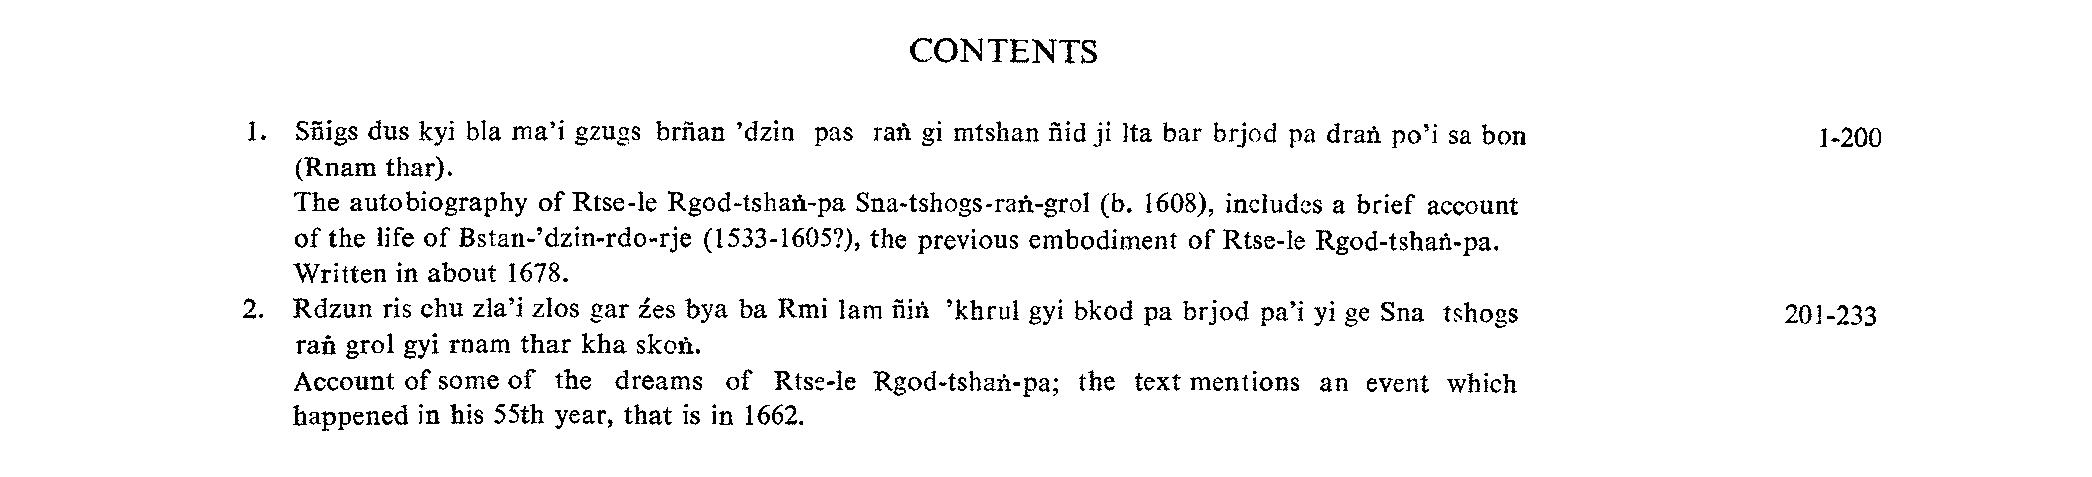 CONTENTS
1. Sñigs dus kyi bla ma’i gzugs brñan ’dzin pas raṅ gi mtshan ñid ji lta bar brjod pa draṅ po’i sa bon 1-200
(Rnam thar).
The autobiography of Rtse-le Rgod-tshaṅ-pa Sna-tshogs-raṅ-grol (b. 1608), includes a brief account
of the life of Bstan-’dzin-rdo-rje (1533-1605?), the previous embodiment of Rtse-le Rgod-tshaṅ-pa.
Written in about 1678.
2. Rdzun ris chu zla’i zlos gar źes bya ba Rmi lam ñiṅ ’khrul gyi bkod pa brjod pa’i yi ge Sna tshogs 201-233
raṅ grol gyi rnam thar kha skoṅ.
Account of some of the dreams of Rtse-le Rgod-tshaṅ-pa; the text mentions an event which
happened in his 55th year, that is in 1662.